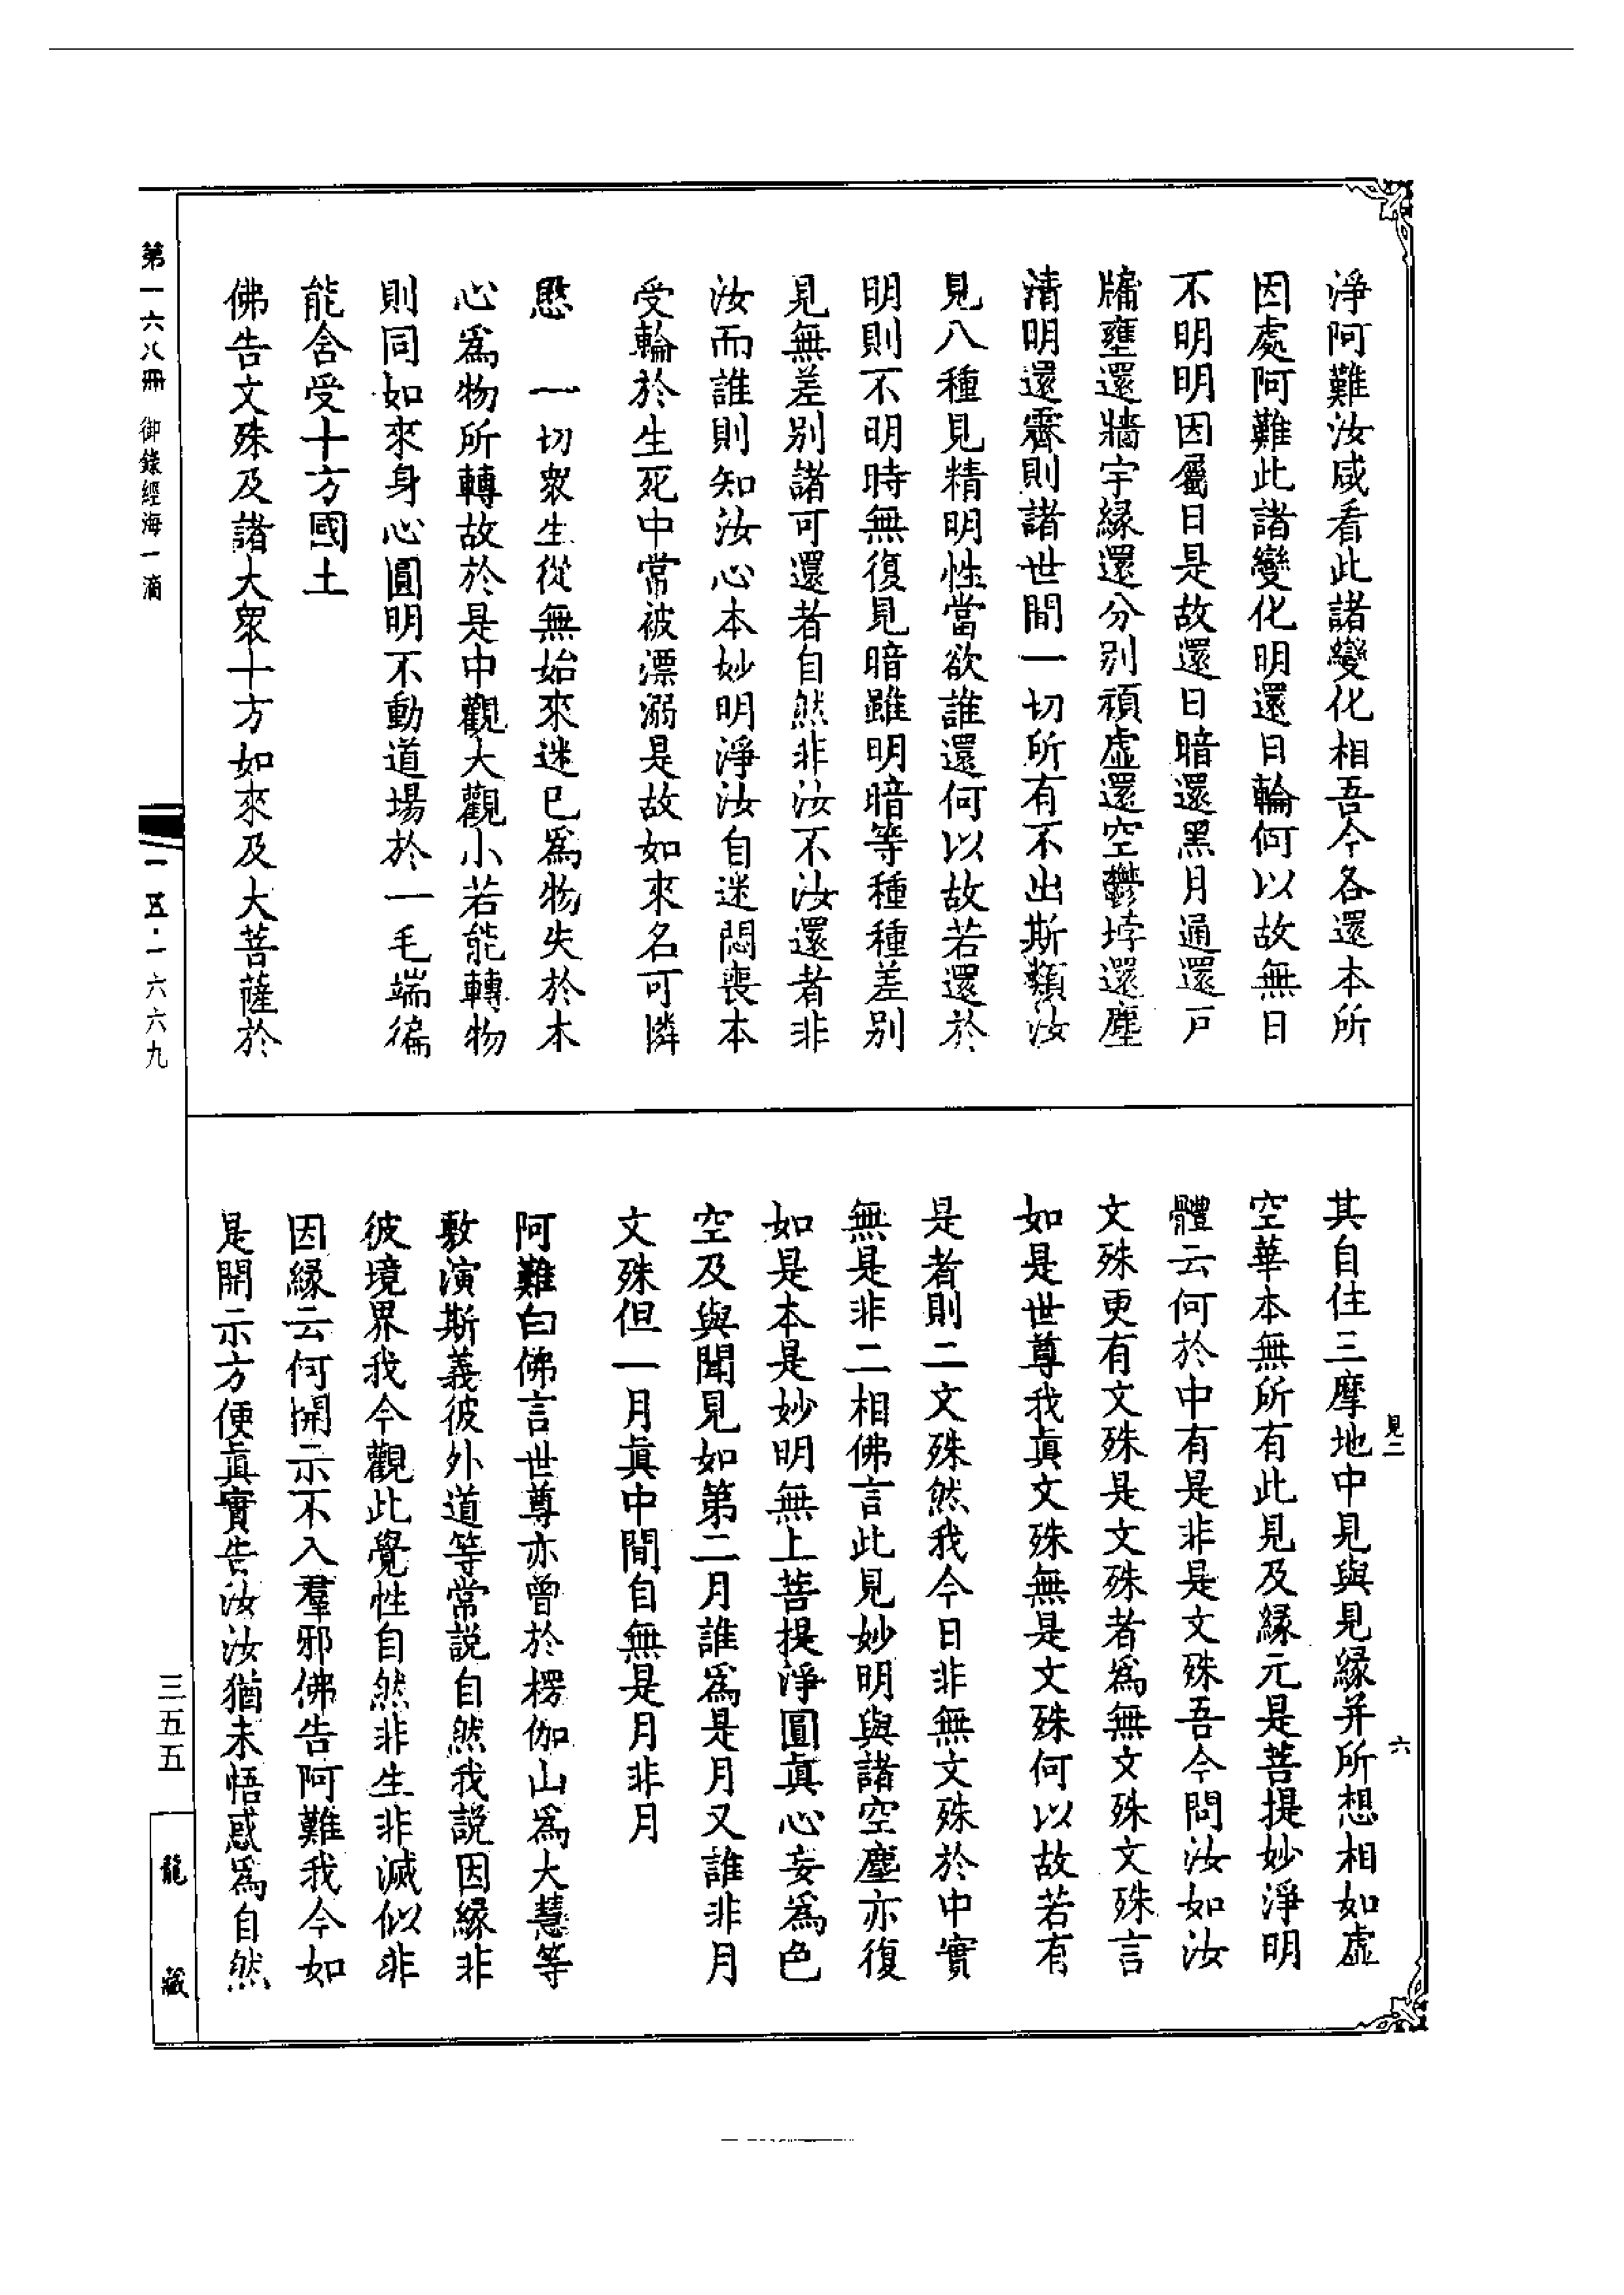 淨阿難汝咸看此諸變化相吾今各還本所
因處阿難此諸變化明還日輪何以故無日
不明明因屬日是故還日暗還黑月通還戸
牖壅還牆宇縁還分別頑虚還空鬱㘽還塵
清明還霽則諸世間一切所有不出斯類汝
見八種見精明性當欲誰還何以故若還於
明則不明時無復見暗雖明暗等種種差別
見無差別諸可還者自然非汝不汝還者非
汝而誰則知汝心本妙明淨汝自迷悶喪本
受輪於生死中常被漂溺是故如來名可憐
愍　一切衆生從無始來迷已爲物失於本
心爲物所轉故於是中觀大觀小若能轉物
則同如來身心圓明不動道場於一毛端徧
能含受十方國土
佛告文殊及諸大衆十方如來及大菩薩於
其自住三摩地中見與見縁并所想相如虚
空華本無所有此見及縁元是菩提妙淨明
體云何於中有是非是文殊吾今問汝如汝
文殊更有文殊是文殊者爲無文殊文殊言
如是世尊我眞文殊無是文殊何以故若有
是者則二文殊然我今日非無文殊於中實
無是非二相佛言此見妙明與諸空塵亦復
如是本是妙明無上菩提淨圓眞心妄爲色
空及與聞見如第二月誰爲是月又誰非月
文殊但一月眞中間自無是月非月
阿難白佛言世尊亦曾於楞伽山爲大慧等
敷演斯義彼外道等常説自然我説因縁非
彼境界我今觀此覺性自然非生非滅似非
因縁云何開示不入羣邪佛告阿難我今如
是開示方便眞實告汝汝猶未悟惑爲自然
見二
六
第一六八冊
御錄經海一滴
一五·一六六九
三五五
龍藏